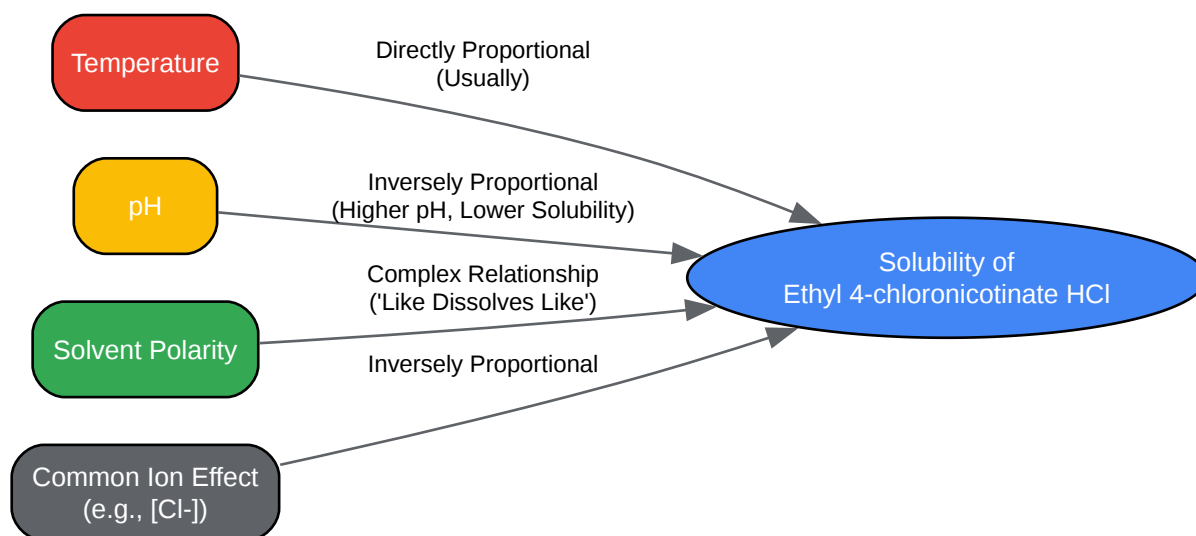 Temperature
Directly Proportional
(Usually)
pH
Inversely Proportional
(Higher pH, Lower Solubility)
Solubility of
Ethyl 4-chloronicotinate HCl
Complex Relationship
('Like Dissolves Like')
Solvent Polarity
Inversely Proportional
Common Ion Effect
(e.g., [Cl-])